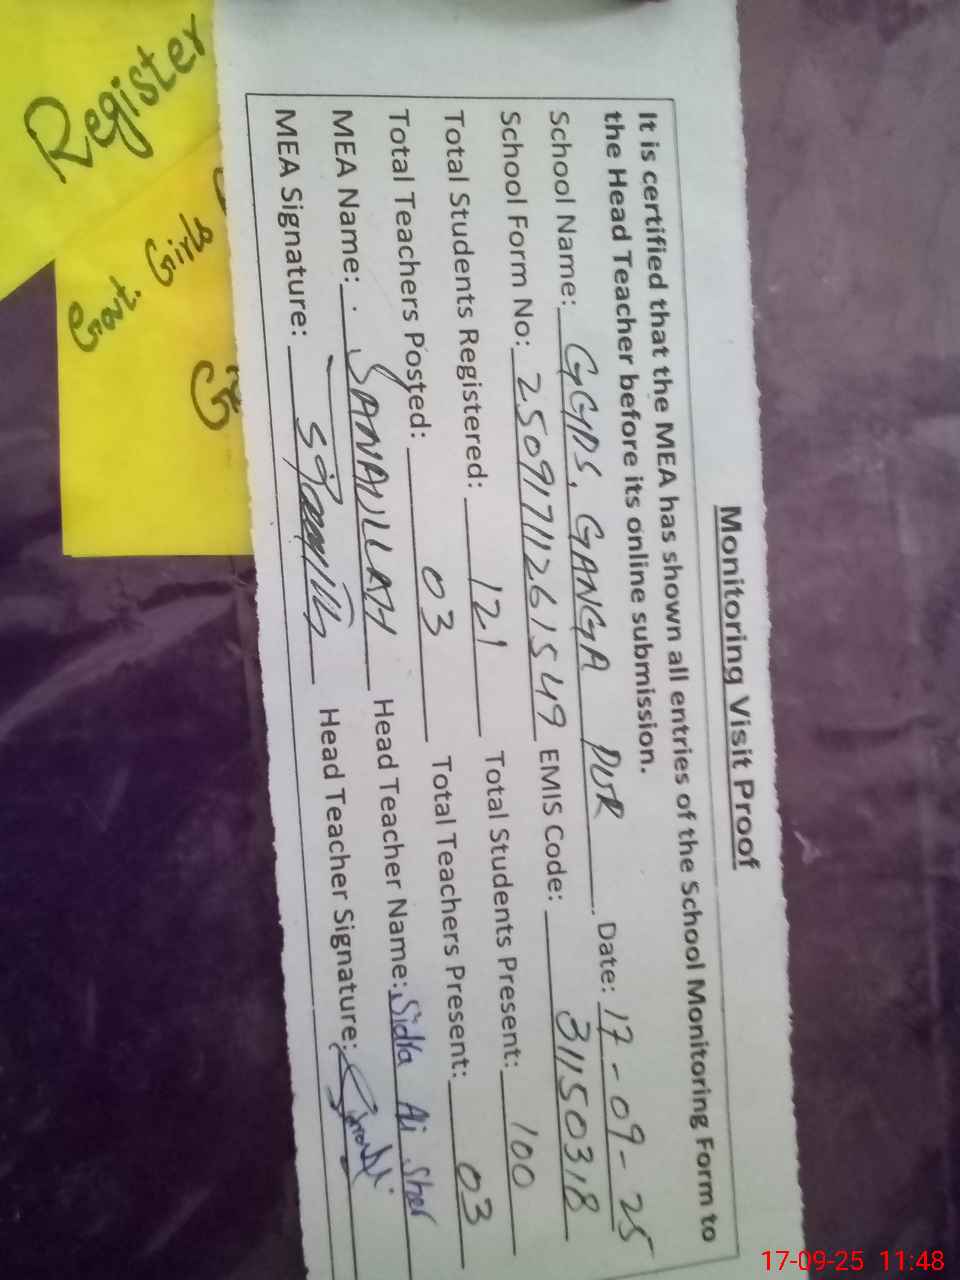 Monitoring Visit Proof
It is certified that the MEA has shown all entries of the School Monitoring Form to
the Head Teacher before its online submission.
School Name: GGPS. GANGA PUR Date: 17-09-25
School Form No: 2509171126 1549 EMIS Code: 31150318
Total Students Registered: 121 Total Students Present: 100
Total Teachers Posted: 03 Total Teachers Present: 03
MEA Name: SANAULLAH Head Teacher Name: Sidra Ali Sher
MEA Signature: Head Teacher Signature:
Register
Govt. Girls
17-09-25 11:48